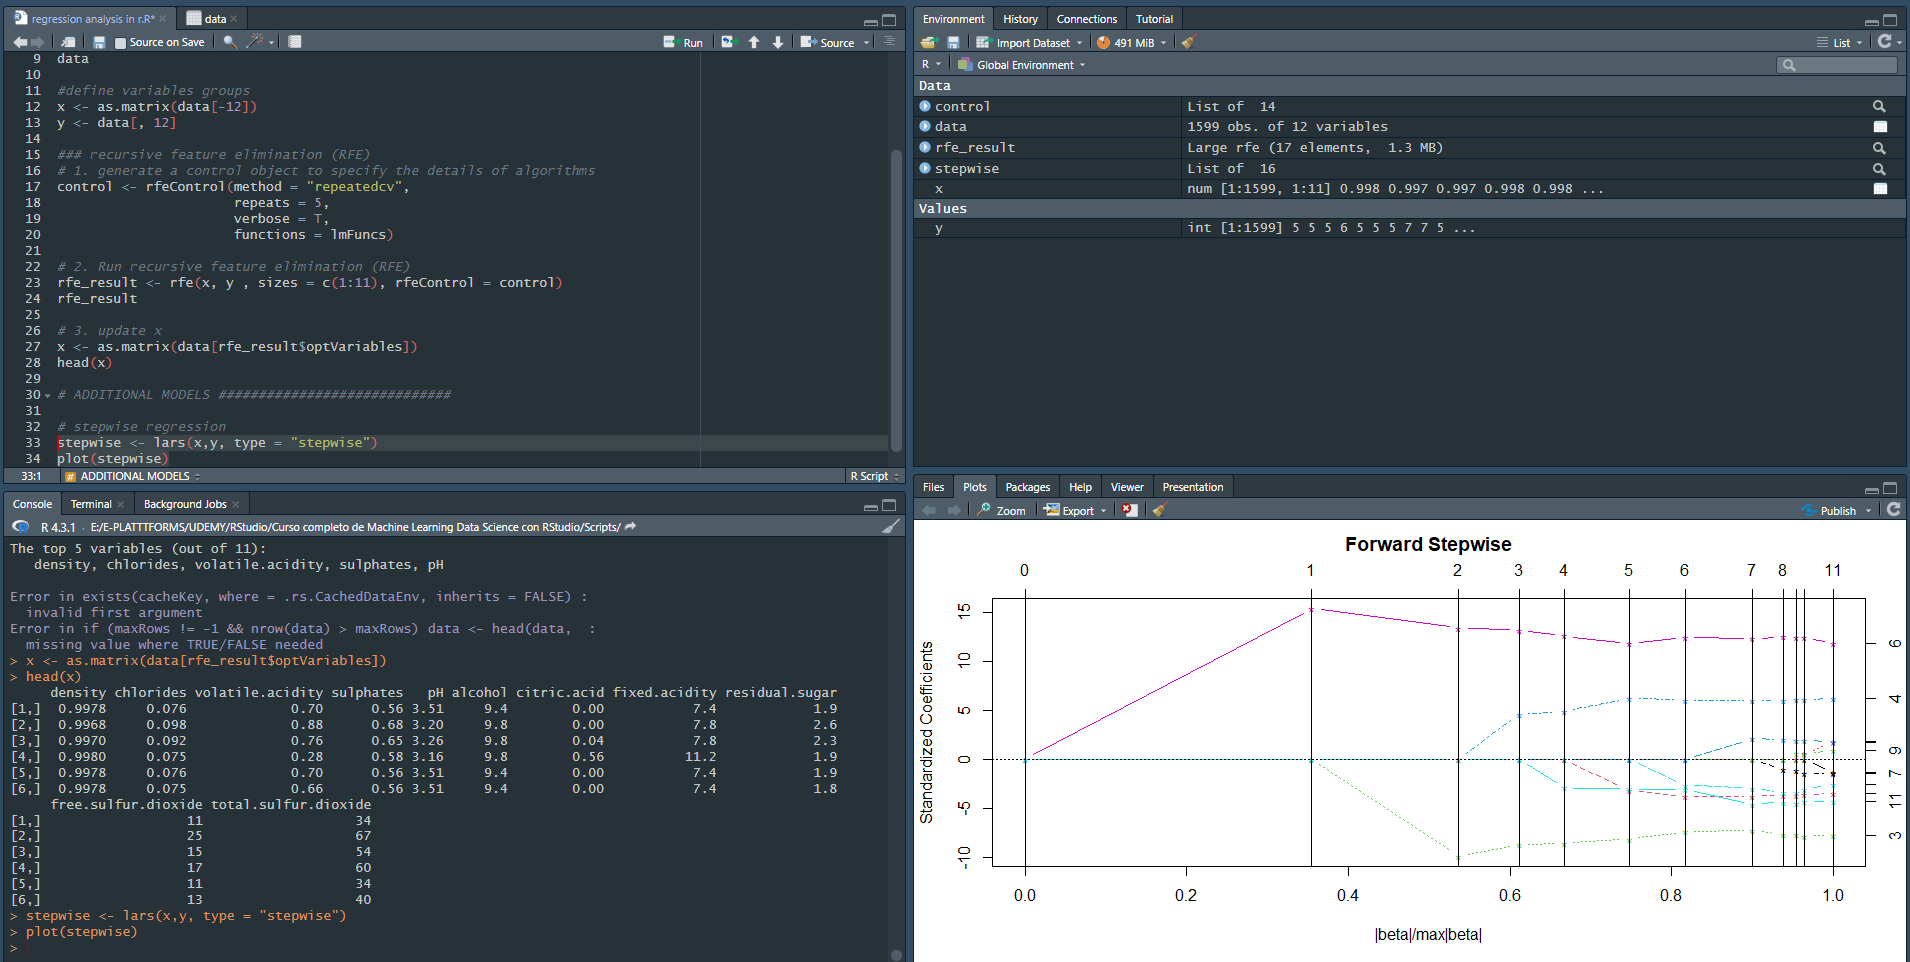 regression analysis in r.R*
data
Source on Save
Run
Source
9 data
10
11 #define variables groups
12 x <- as.matrix(data[-12])
13 y <- data[, 12]
14
15 ### recursive feature elimination (RFE)
16 # 1. generate a control object to specify the details of algorithms
17 control <- rfeControl(method = "repeatedcv",
18 repeats = 5,
19 verbose = T,
20 functions = lmFuncs)
21
22 # 2. Run recursive feature elimination (RFE)
23 rfe_result <- rfe(x, y , sizes = c(1:11), rfeControl = control)
24 rfe_result
25
26 # 3. update x
27 x <- as.matrix(data[rfe_result$optVariables])
28 head(x)
29
30 # ADDITIONAL MODELS #############################
31
32 # stepwise regression
33 stepwise <- lars(x,y, type = "stepwise")
34 plot(stepwise)
33:1 # ADDITIONAL MODELS R Script
Console Terminal Background Jobs
R 4.3.1 · E:/E-PLATTTFORMS/UDEMY/RStudio/Curso completo de Machine Learning Data Science con RStudio/Scripts/
The top 5 variables (out of 11):
density, chlorides, volatile.acidity, sulphates, pH
Error in exists(cacheKey, where = .rs.CachedDataEnv, inherits = FALSE) :
invalid first argument
Error in if (maxRows != -1 && nrow(data) > maxRows) data <- head(data, :
missing value where TRUE/FALSE needed
> x <- as.matrix(data[rfe_result$optVariables])
> head(x)
density chlorides volatile.acidity sulphates pH alcohol citric.acid fixed.acidity residual.sugar
[1,] 0.9978 0.076 0.70 0.56 3.51 9.4 0.00 7.4 1.9
[2,] 0.9968 0.098 0.88 0.68 3.20 9.8 0.00 7.8 2.6
[3,] 0.9970 0.092 0.76 0.65 3.26 9.8 0.04 7.8 2.3
[4,] 0.9980 0.075 0.28 0.58 3.16 9.8 0.56 11.2 1.9
[5,] 0.9978 0.076 0.70 0.56 3.51 9.4 0.00 7.4 1.9
[6,] 0.9978 0.075 0.66 0.56 3.51 9.4 0.00 7.4 1.8
free.sulfur.dioxide total.sulfur.dioxide
[1,] 11 34
[2,] 25 67
[3,] 15 54
[4,] 17 60
[5,] 11 34
[6,] 13 40
> stepwise <- lars(x,y, type = "stepwise")
> plot(stepwise)
>
Environment History Connections Tutorial
Import Dataset 491 MiB List
R Global Environment
Data
control List of 14
data 1599 obs. of 12 variables
rfe_result Large rfe (17 elements, 1.3 MB)
stepwise List of 16
x num [1:1599, 1:11] 0.998 0.997 0.997 0.998 0.998 ...
Values
y int [1:1599] 5 5 5 6 5 5 5 7 7 5 ...
Files Plots Packages Help Viewer Presentation
Zoom Export Publish
Forward Stepwise
0 1 2 3 4 5 6 7 8 11
Standardized Coefficients
15
10
5
0
-5
-10
6
4
9
7
11
3
0.0 0.2 0.4 0.6 0.8 1.0
|beta|/max|beta|